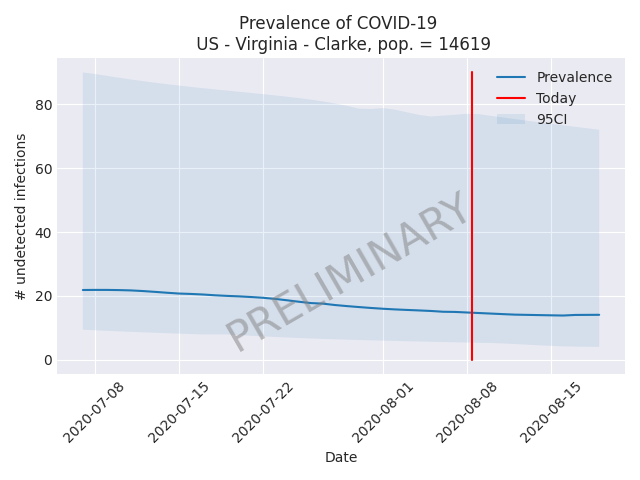 Prevalence of COVID-19
US - Virginia - Clarke, pop. = 14619
Prevalence
Today
95CI
# undetected infections
80
60
40
20
0
PRELIMINARY
2020-07-08
2020-07-15
2020-07-22
2020-08-01
2020-08-08
2020-08-15
Date